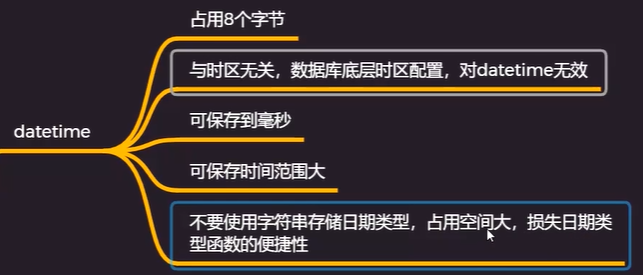 占用8个字节
与时区无关，数据库底层时区配置，对datetime无效
datetime
可保存到毫秒
可保存时间范围大
不要使用字符串存储日期类型，占用空间大，损失日期类
型函数的便捷性